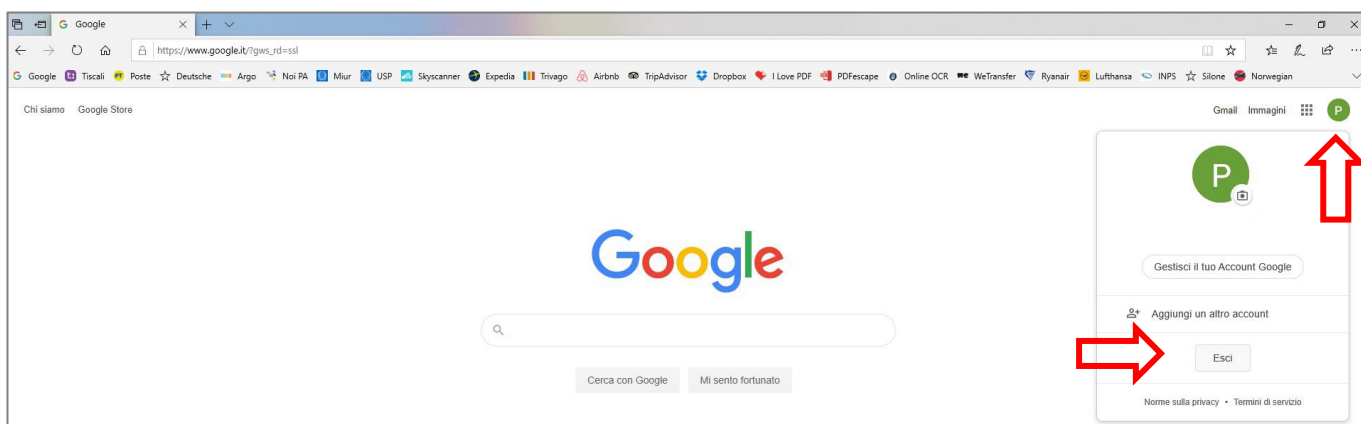 Google
https://www.google.it/?gws_rd=ssl
Google Tiscali Poste Deutsche Argo Noi PA Miur USP Skyscanner Expedia Trivago Airbnb TripAdvisor Dropbox I Love PDF PDFescape Online OCR WeTransfer Ryanair Lufthansa INPS Silone Norwegian
Chi siamo Google Store Gmail Immagini P
P
Google
Gestisci il tuo Account Google
Aggiungi un altro account
Esci
Cerca con Google Mi sento fortunato
Norme sulla privacy • Termini di servizio